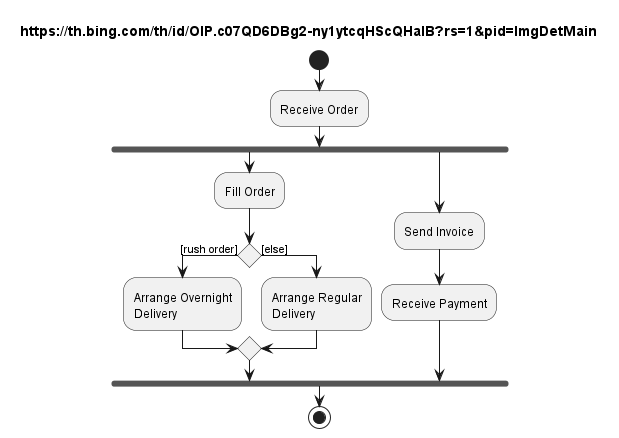 https://th.bing.com/th/id/OIP.c07QD6DBg2-ny1ytcqHScQHaIB?rs=1&pid=ImgDetMain
Receive Order
Fill Order
Send Invoice
[rush order]
[else]
Arrange Overnight
Delivery
Arrange Regular
Delivery
Receive Payment